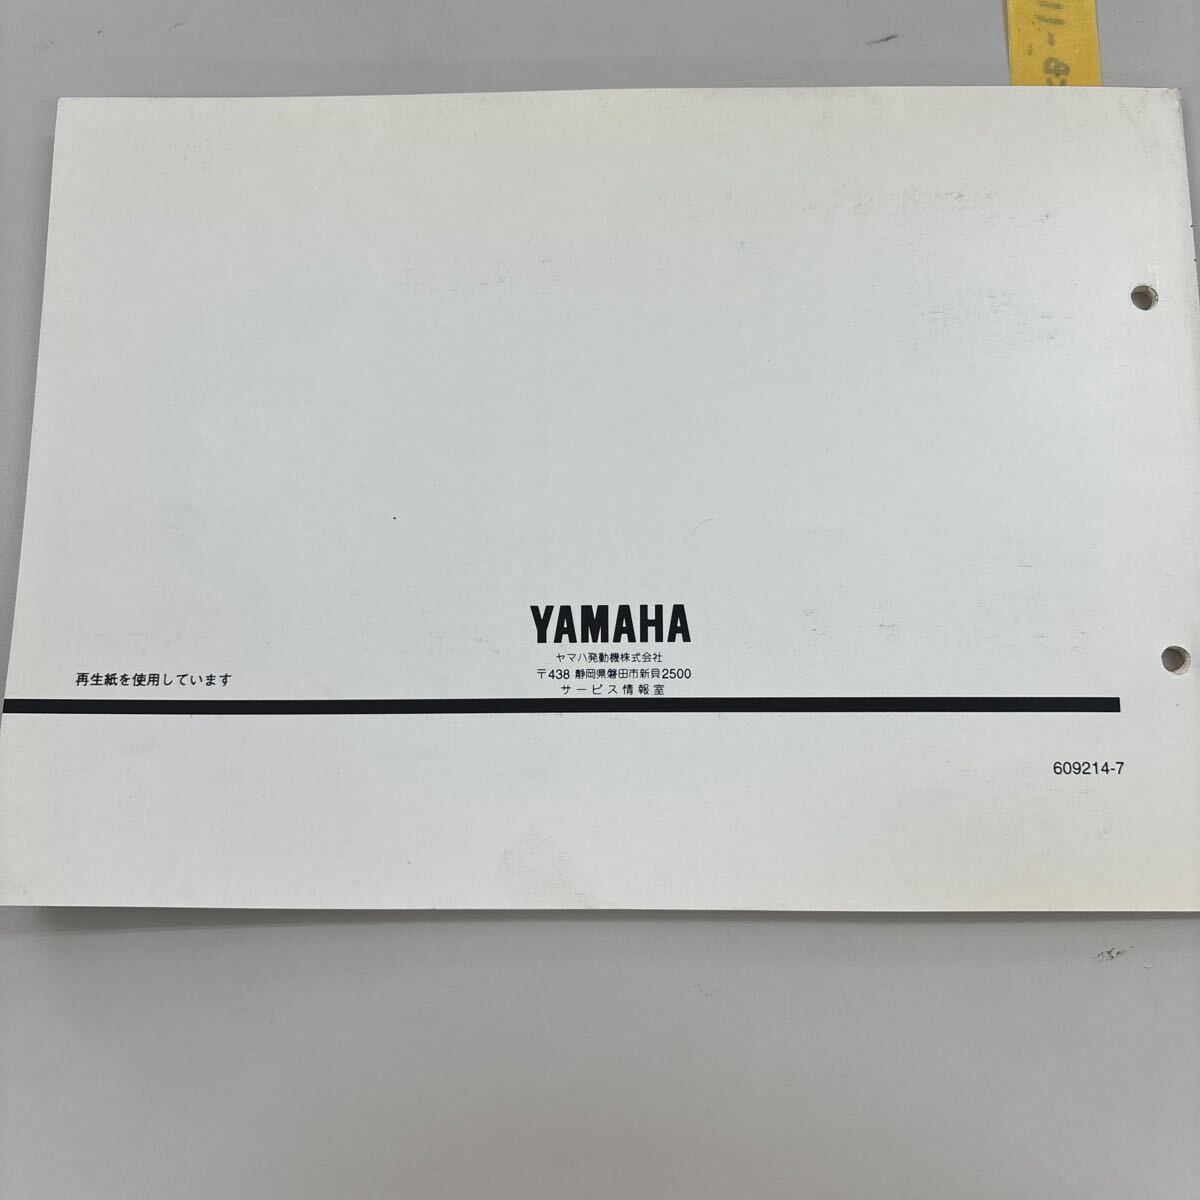 YAMAHA
ヤマハ発動機株式会社
〒438 静岡県磐田市新貝2500
サービス情報室
再生紙を使用しています
609214-7